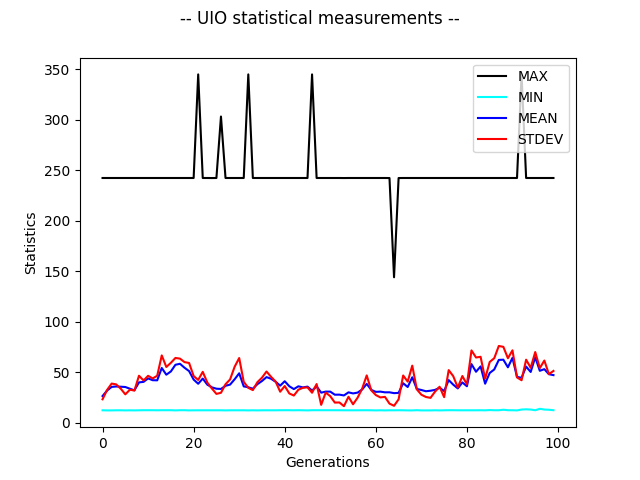 -- UIO statistical measurements --
350
300
250
200
150
100
50
0
Statistics
MAX
MIN
MEAN
STDEV
0 20 40 60 80 100
Generations